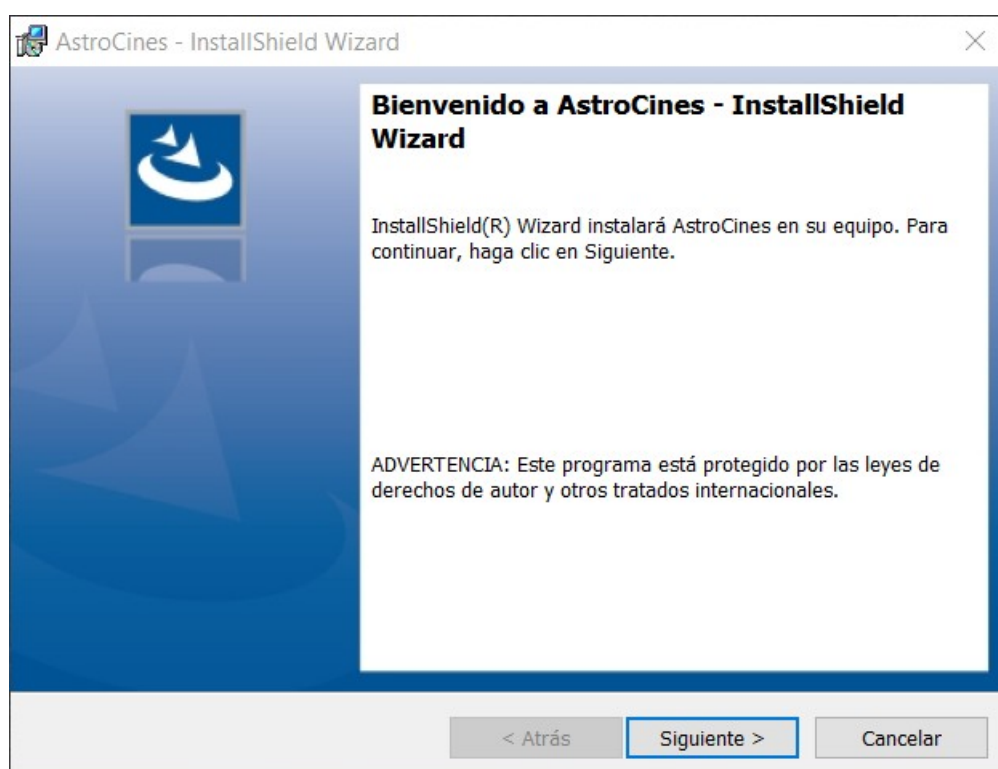 AstroCines - InstallShield Wizard
Bienvenido a AstroCines - InstallShield
Wizard
InstallShield(R) Wizard instalará AstroCines en su equipo. Para
continuar, haga clic en Siguiente.
ADVERTENCIA: Este programa está protegido por las leyes de
derechos de autor y otros tratados internacionales.
< Atrás
Siguiente >
Cancelar